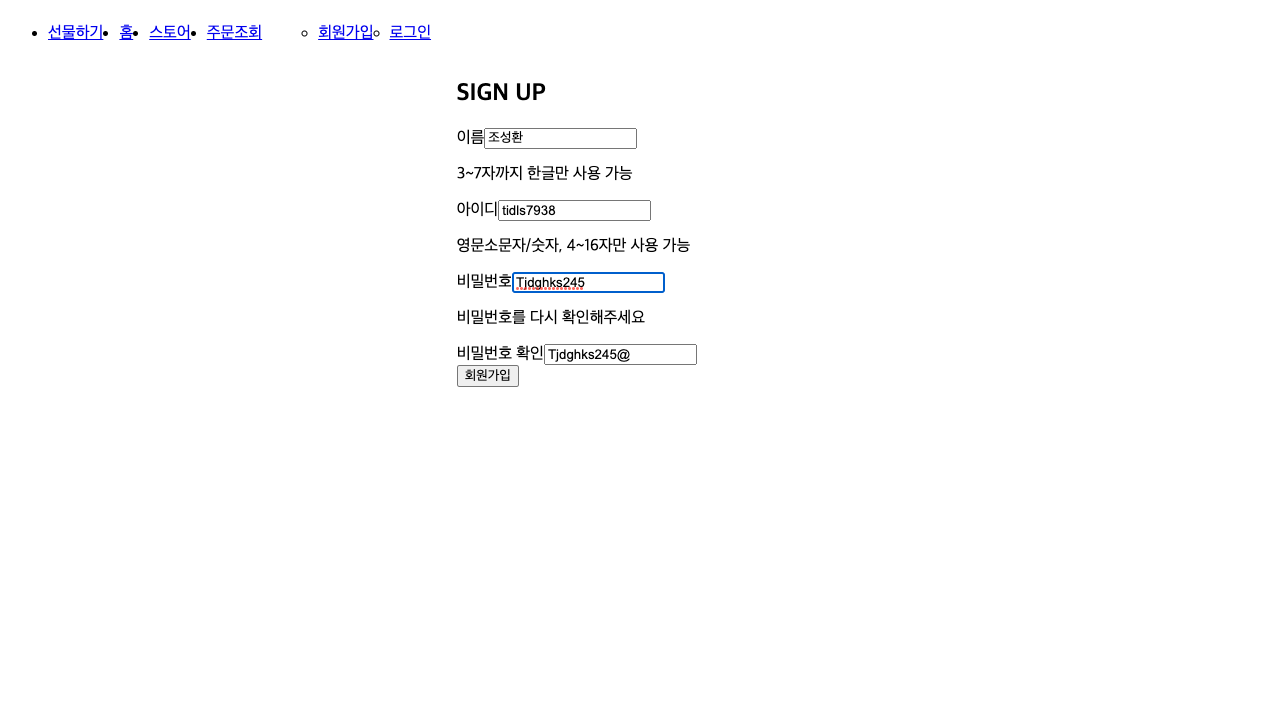 선물하기 홈 스토어 주문조회 회원가입 로그인
SIGN UP
이름 조성환
3~7자까지 한글만 사용 가능
아이디 tidls7938
영문소문자/숫자, 4~16자만 사용 가능
비밀번호 Tjdghks245
비밀번호를 다시 확인해주세요
비밀번호 확인 Tjdghks245@
회원가입